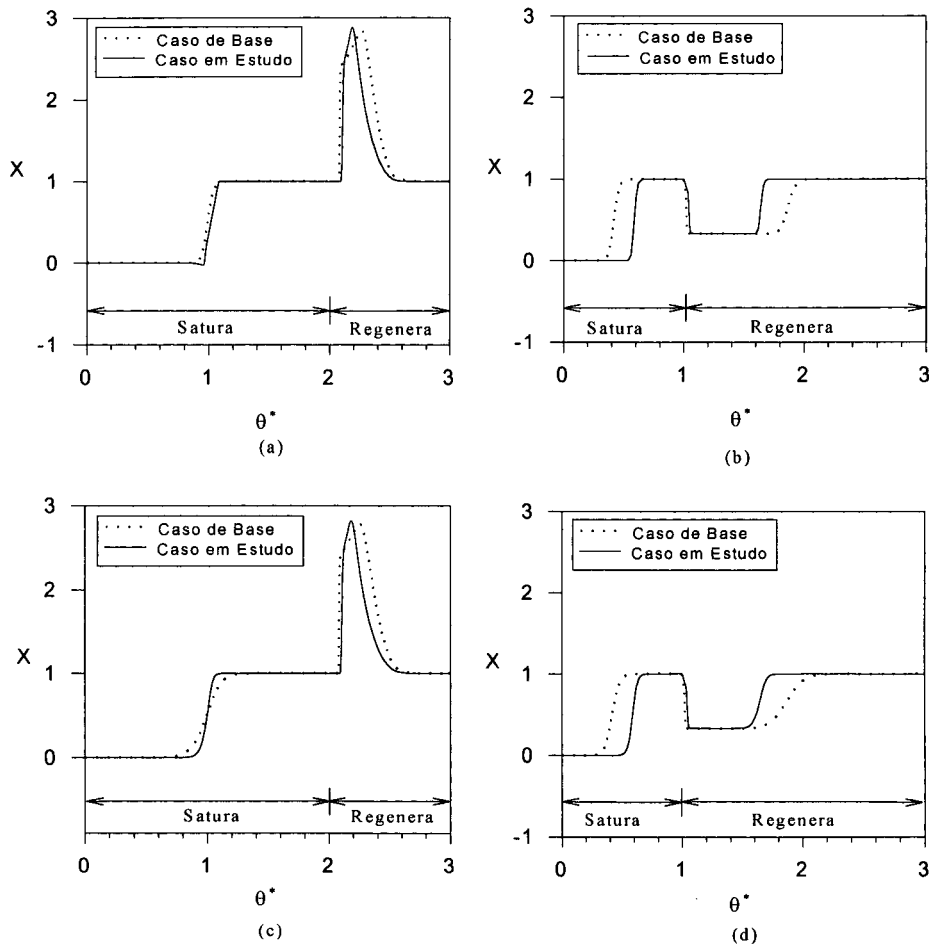 3
2
X
1
0
-1
Caso de Base
Caso em Estudo
Satura
Regenera
0
1
2
3
θ*
(a)
3
2
X
1
0
-1
Caso de Base
Caso em Estudo
Satura
Regenera
0
1
2
3
θ*
(b)
3
2
X
1
0
Caso de Base
Caso em Estudo
Satura
Regenera
0
1
2
3
θ*
(c)
3
2
X
1
0
-1
Caso de Base
Caso em Estudo
Satura
Regenera
0
1
2
3
θ*
(d)